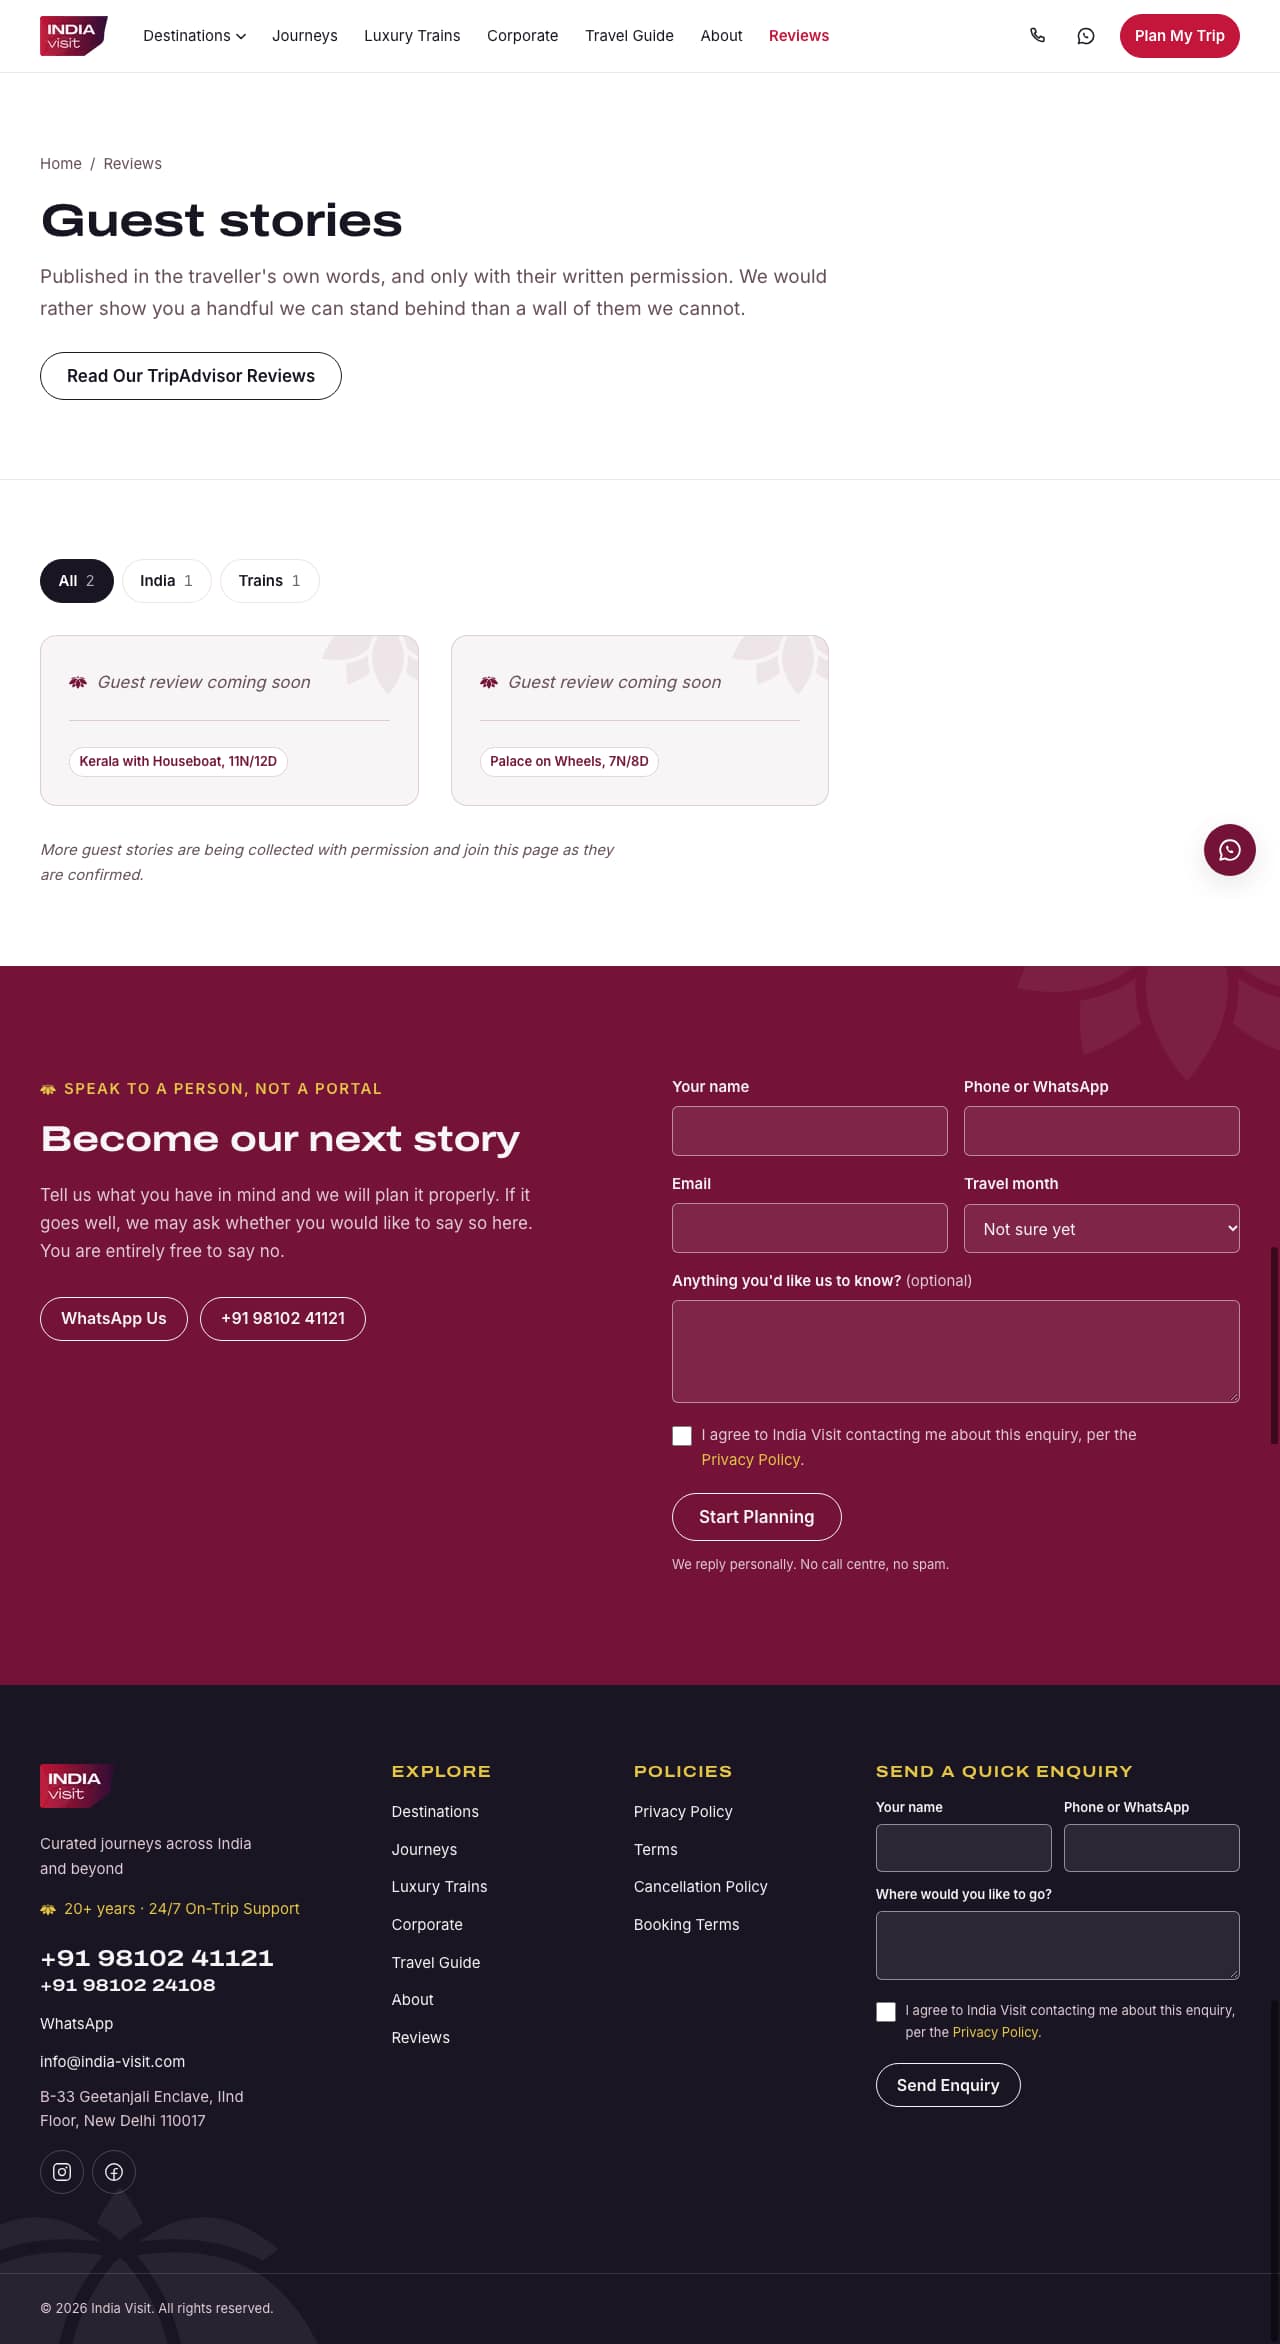 INDIA
visit
Destinations
Journeys
Luxury Trains
Corporate
Travel Guide
About
Reviews
Plan My Trip
Home / Reviews
Guest stories
Published in the traveller's own words, and only with their written permission. We would
rather show you a handful we can stand behind than a wall of them we cannot.
Read Our TripAdvisor Reviews
All 2
India 1
Trains 1
Guest review coming soon
Kerala with Houseboat, 11N/12D
Guest review coming soon
Palace on Wheels, 7N/8D
More guest stories are being collected with permission and join this page as they
are confirmed.
SPEAK TO A PERSON, NOT A PORTAL
Become our next story
Tell us what you have in mind and we will plan it properly. If it
goes well, we may ask whether you would like to say so here.
You are entirely free to say no.
WhatsApp Us
+91 98102 41121
Your name
Phone or WhatsApp
Email
Travel month
Not sure yet
Anything you'd like us to know? (optional)
I agree to India Visit contacting me about this enquiry, per the
Privacy Policy.
Start Planning
We reply personally. No call centre, no spam.
INDIA
visit
Curated journeys across India
and beyond
20+ years · 24/7 On-Trip Support
+91 98102 41121
+91 98102 24108
WhatsApp
info@india-visit.com
B-33 Geetanjali Enclave, IInd
Floor, New Delhi 110017
EXPLORE
Destinations
Journeys
Luxury Trains
Corporate
Travel Guide
About
Reviews
POLICIES
Privacy Policy
Terms
Cancellation Policy
Booking Terms
SEND A QUICK ENQUIRY
Your name
Phone or WhatsApp
Where would you like to go?
I agree to India Visit contacting me about this enquiry,
per the Privacy Policy.
Send Enquiry
© 2026 India Visit. All rights reserved.